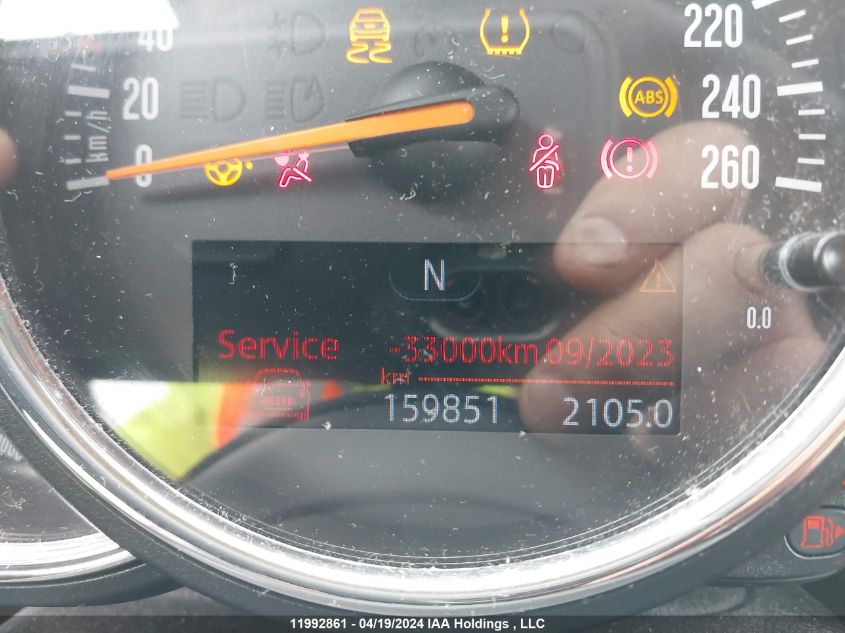 40 220
20 ABS 240
km/h
0 260
N
0.0
Service -33000km 09/2023
km
159851 2105.0
11992861 - 04/19/2024 IAA Holdings , LLC